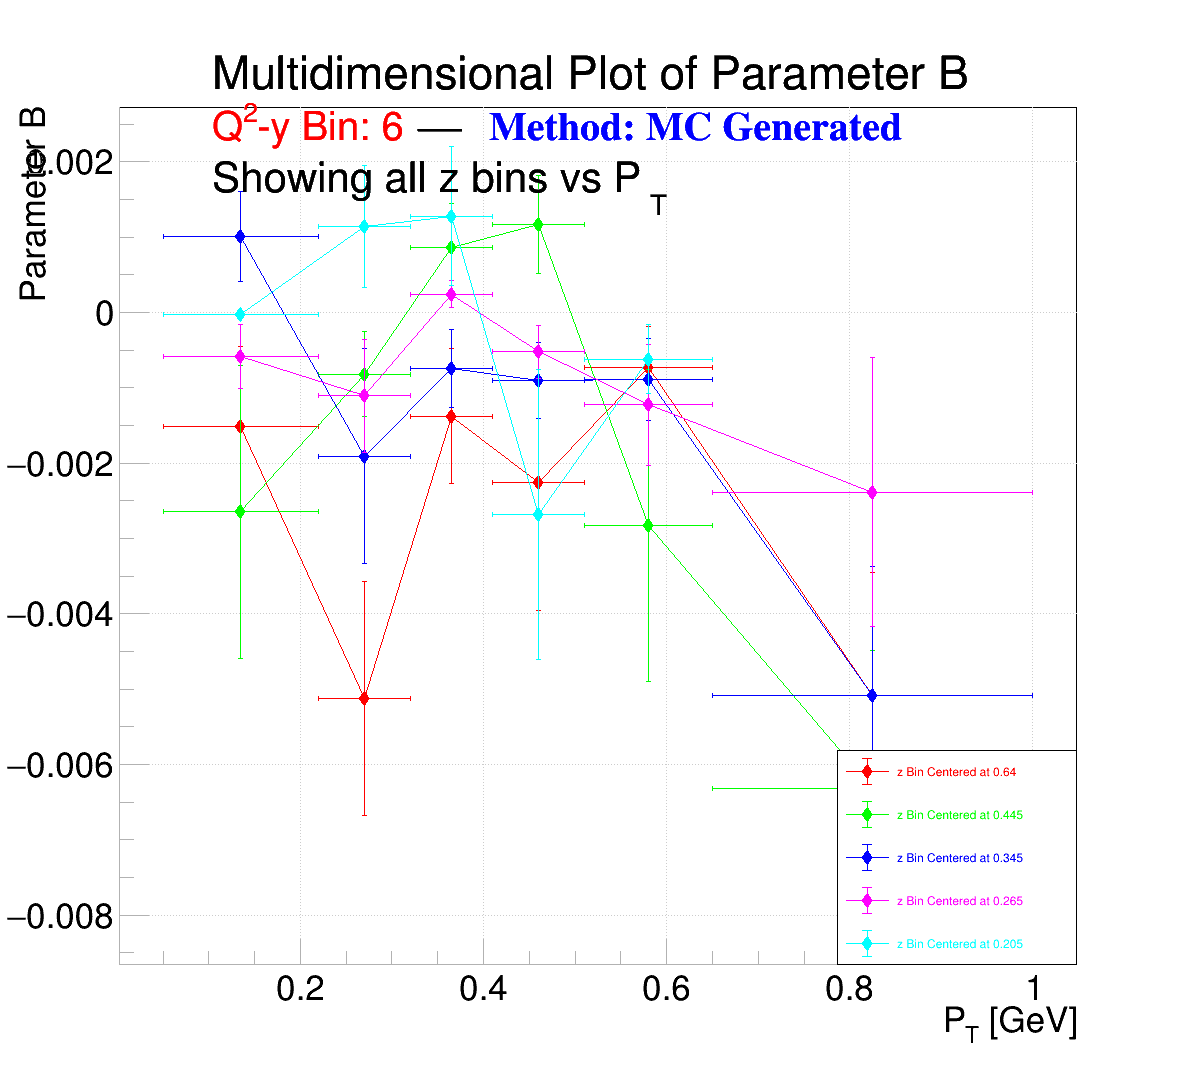 Multidimensional Plot of Parameter B
Q2-y Bin: 6 — Method: MC Generated
Showing all z bins vs P T
Parameter B
0.002
0
−0.002
−0.004
−0.006
−0.008
z Bin Centered at 0.64
z Bin Centered at 0.445
z Bin Centered at 0.345
z Bin Centered at 0.265
z Bin Centered at 0.205
0.2 0.4 0.6 0.8 1
PT [GeV]